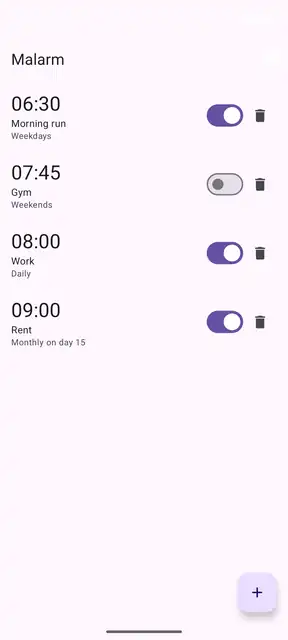 Malarm
06:30
Morning run
Weekdays
07:45
Gym
Weekends
08:00
Work
Daily
09:00
Rent
Monthly on day 15
+